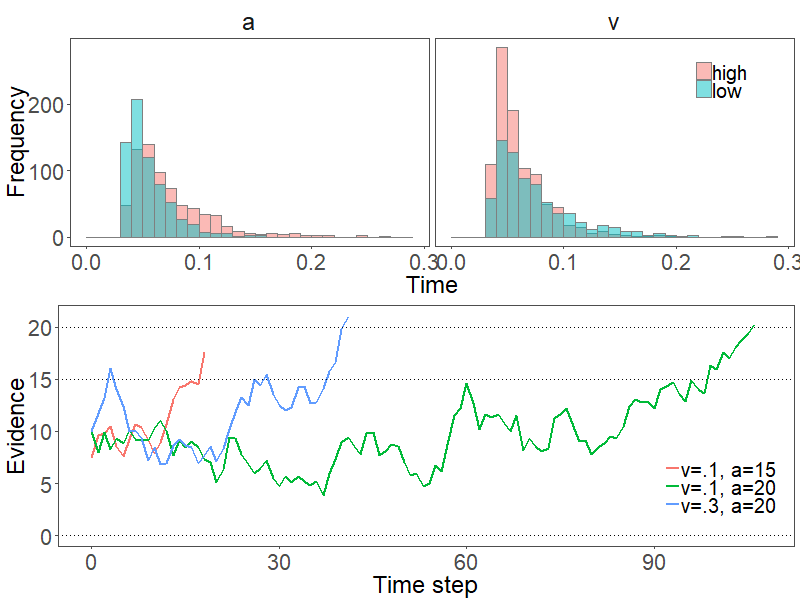 a v
high
low
Frequency
200
100
0
0.0 0.1 0.2 0.3 0.0 0.1 0.2 0.3
Time
Evidence
20
15
10
5
0
v=.1, a=15
v=.1, a=20
v=.3, a=20
0 30 60 90
Time step